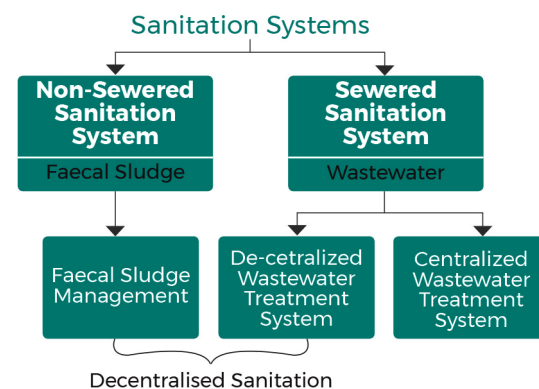 Sanitation Systems
Non-Sewered
Sanitation
System
Faecal Sludge
Sewered
Sanitation
System
Wastewater
Faecal Sludge
Management
De-cetralized
Wastewater
Treatment
System
Centralized
Wastewater
Treatment
System
Decentralised Sanitation